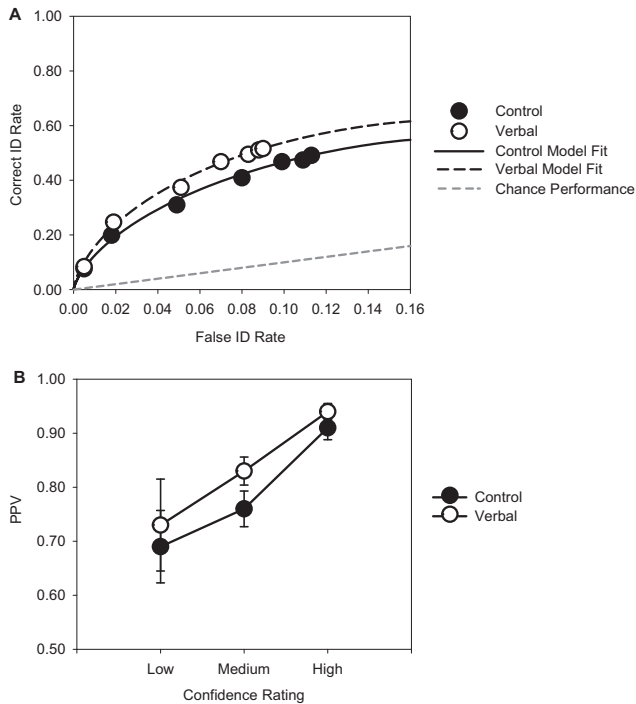 A
1.00
0.80
0.60
0.40
0.20
0.00
Correct ID Rate
0.00 0.02 0.04 0.06 0.08 0.10 0.12 0.14 0.16
False ID Rate
Control
Verbal
Control Model Fit
Verbal Model Fit
Chance Performance
B
1.00
0.90
0.80
0.70
0.60
0.50
PPV
Low Medium High
Confidence Rating
Control
Verbal